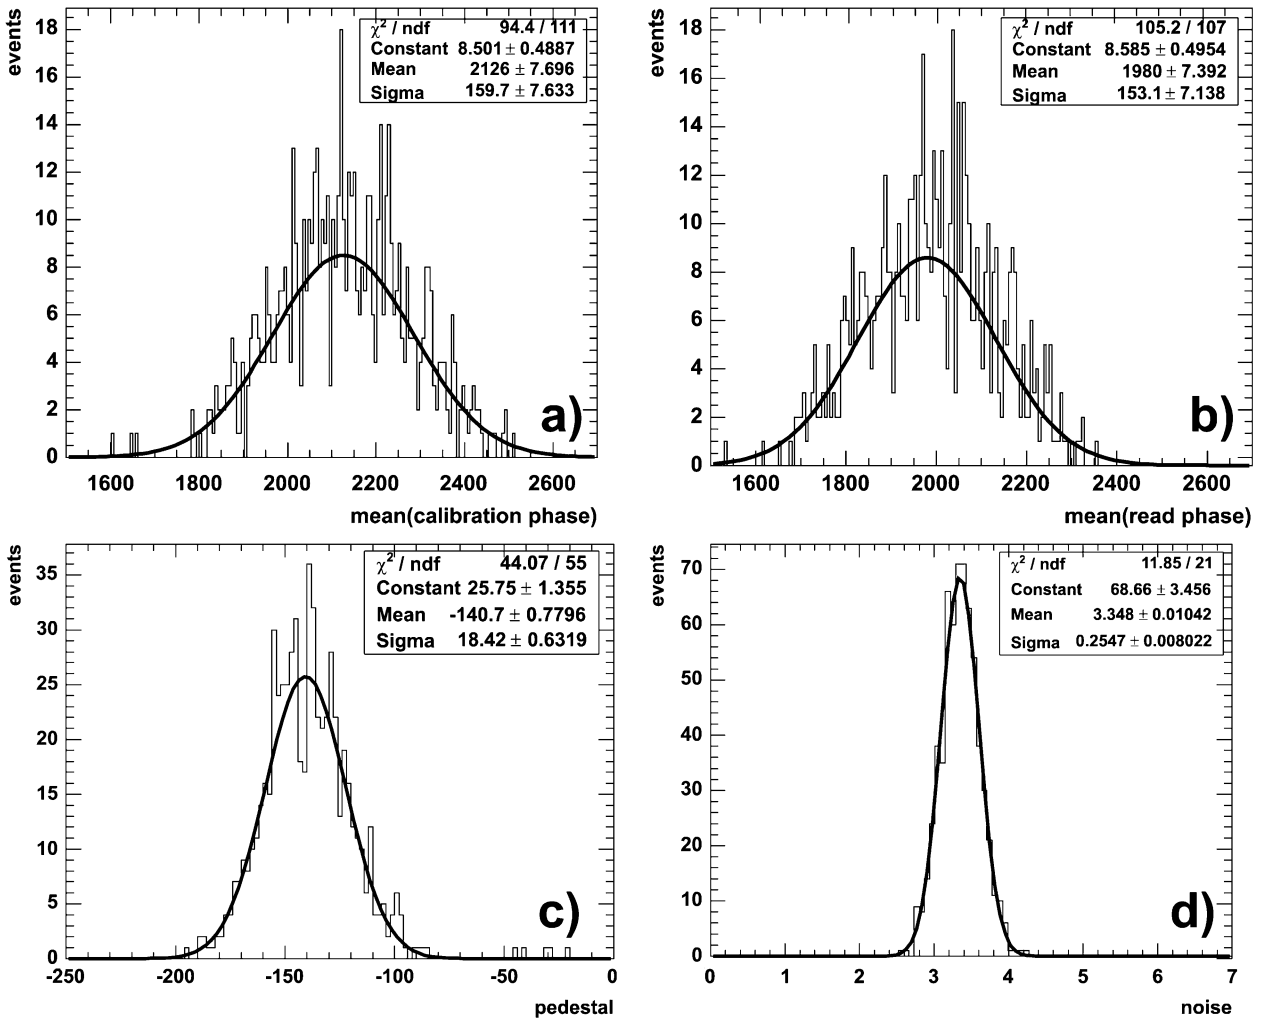 events
18
16
14
12
10
8
6
4
2
0
χ² / ndf 94.4 / 111
Constant 8.501 ± 0.4887
Mean 2126 ± 7.696
Sigma 159.7 ± 7.633
a)
1600 1800 2000 2200 2400 2600
mean(calibration phase)
events
18
16
14
12
10
8
6
4
2
0
χ² / ndf 105.2 / 107
Constant 8.585 ± 0.4954
Mean 1980 ± 7.392
Sigma 153.1 ± 7.138
b)
1600 1800 2000 2200 2400 2600
mean(read phase)
events
35
30
25
20
15
10
5
0
χ² / ndf 44.07 / 55
Constant 25.75 ± 1.355
Mean -140.7 ± 0.7796
Sigma 18.42 ± 0.6319
c)
-250 -200 -150 -100 -50 0
pedestal
events
70
60
50
40
30
20
10
0
χ² / ndf 11.85 / 21
Constant 68.66 ± 3.456
Mean 3.348 ± 0.01042
Sigma 0.2547 ± 0.008022
d)
0 1 2 3 4 5 6 7
noise